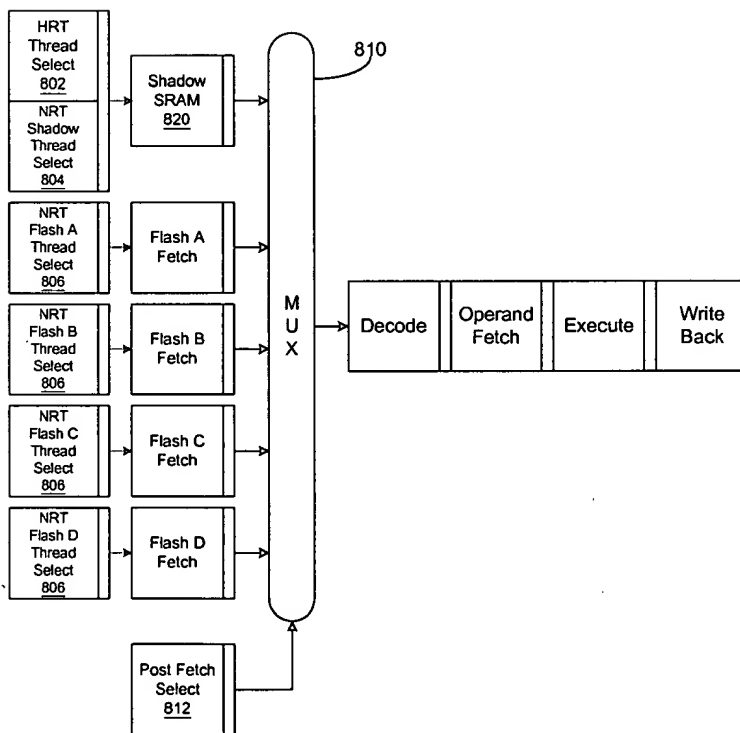 HRT
Thread
Select
802
NRT
Shadow
Thread
Select
804
Shadow
SRAM
820
810
NRT
Flash A
Thread
Select
806
Flash A
Fetch
NRT
Flash B
Thread
Select
806
Flash B
Fetch
NRT
Flash C
Thread
Select
806
Flash C
Fetch
NRT
Flash D
Thread
Select
806
Flash D
Fetch
M
U
X
Decode
Operand
Fetch
Execute
Write
Back
Post Fetch
Select
812